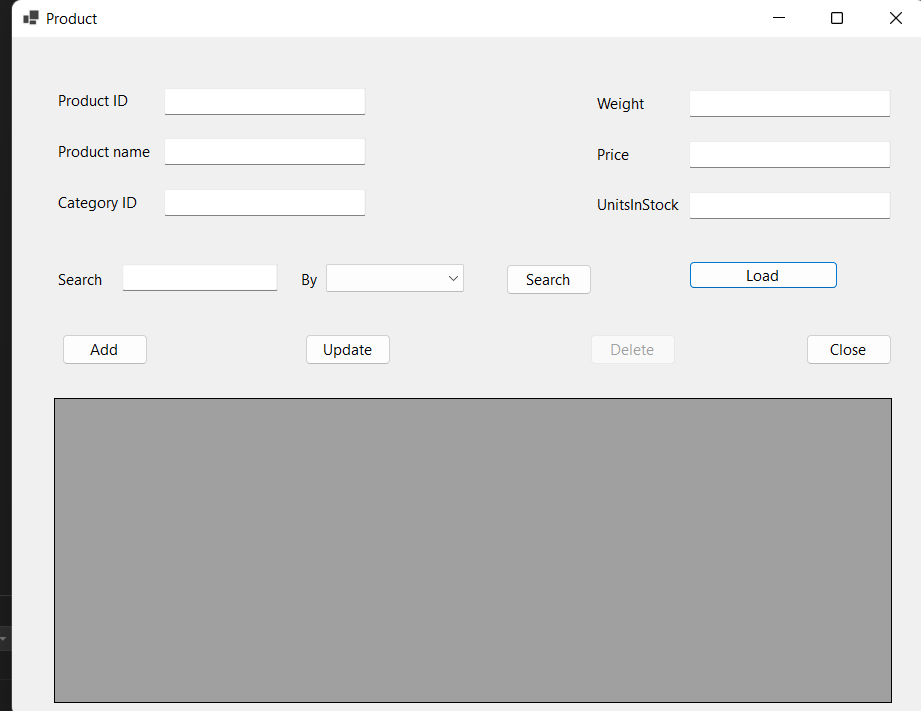 Product
Product ID
Weight
Product name
Price
Category ID
UnitsInStock
Search By Search Load
Add Update Delete Close